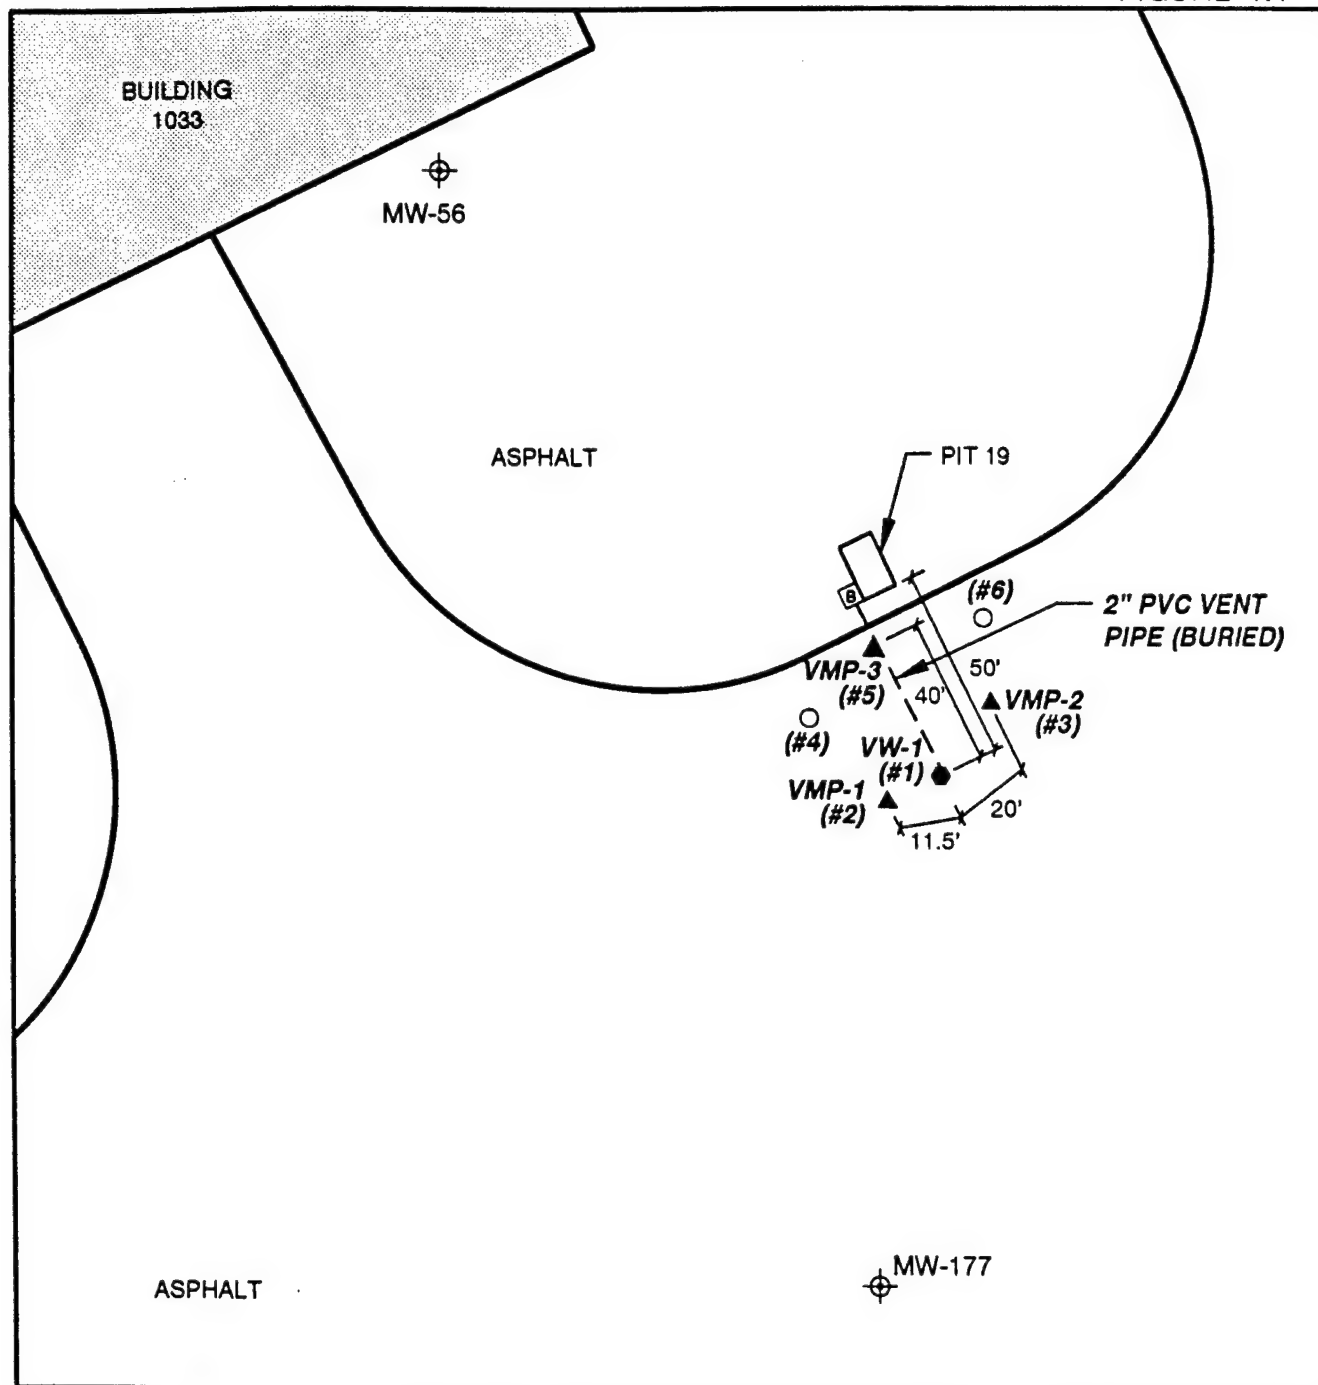 BUILDING
1033
MW-56
ASPHALT
PIT 19
B
(#6)
2" PVC VENT
PIPE (BURIED)
VMP-3
(#5)
50'
40'
VMP-2
(#3)
(#4)
VW-1
(#1)
VMP-1
(#2)
20'
11.5'
MW-177
ASPHALT